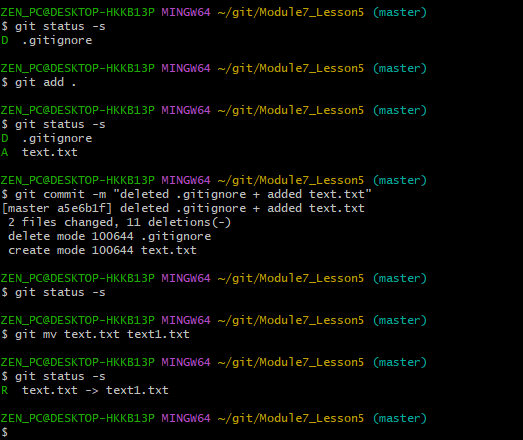 ZEN_PC@DESKTOP-HKKB13P MINGW64 ~/git/Module7_Lesson5 (master)
$ git status -s
D  .gitignore
ZEN_PC@DESKTOP-HKKB13P MINGW64 ~/git/Module7_Lesson5 (master)
$ git add .
ZEN_PC@DESKTOP-HKKB13P MINGW64 ~/git/Module7_Lesson5 (master)
$ git status -s
D  .gitignore
A  text.txt
ZEN_PC@DESKTOP-HKKB13P MINGW64 ~/git/Module7_Lesson5 (master)
$ git commit -m "deleted .gitignore + added text.txt"
[master a5e6b1f] deleted .gitignore + added text.txt
 2 files changed, 11 deletions(-)
 delete mode 100644 .gitignore
 create mode 100644 text.txt
ZEN_PC@DESKTOP-HKKB13P MINGW64 ~/git/Module7_Lesson5 (master)
$ git status -s
ZEN_PC@DESKTOP-HKKB13P MINGW64 ~/git/Module7_Lesson5 (master)
$ git mv text.txt text1.txt
ZEN_PC@DESKTOP-HKKB13P MINGW64 ~/git/Module7_Lesson5 (master)
$ git status -s
R  text.txt -> text1.txt
ZEN_PC@DESKTOP-HKKB13P MINGW64 ~/git/Module7_Lesson5 (master)
$